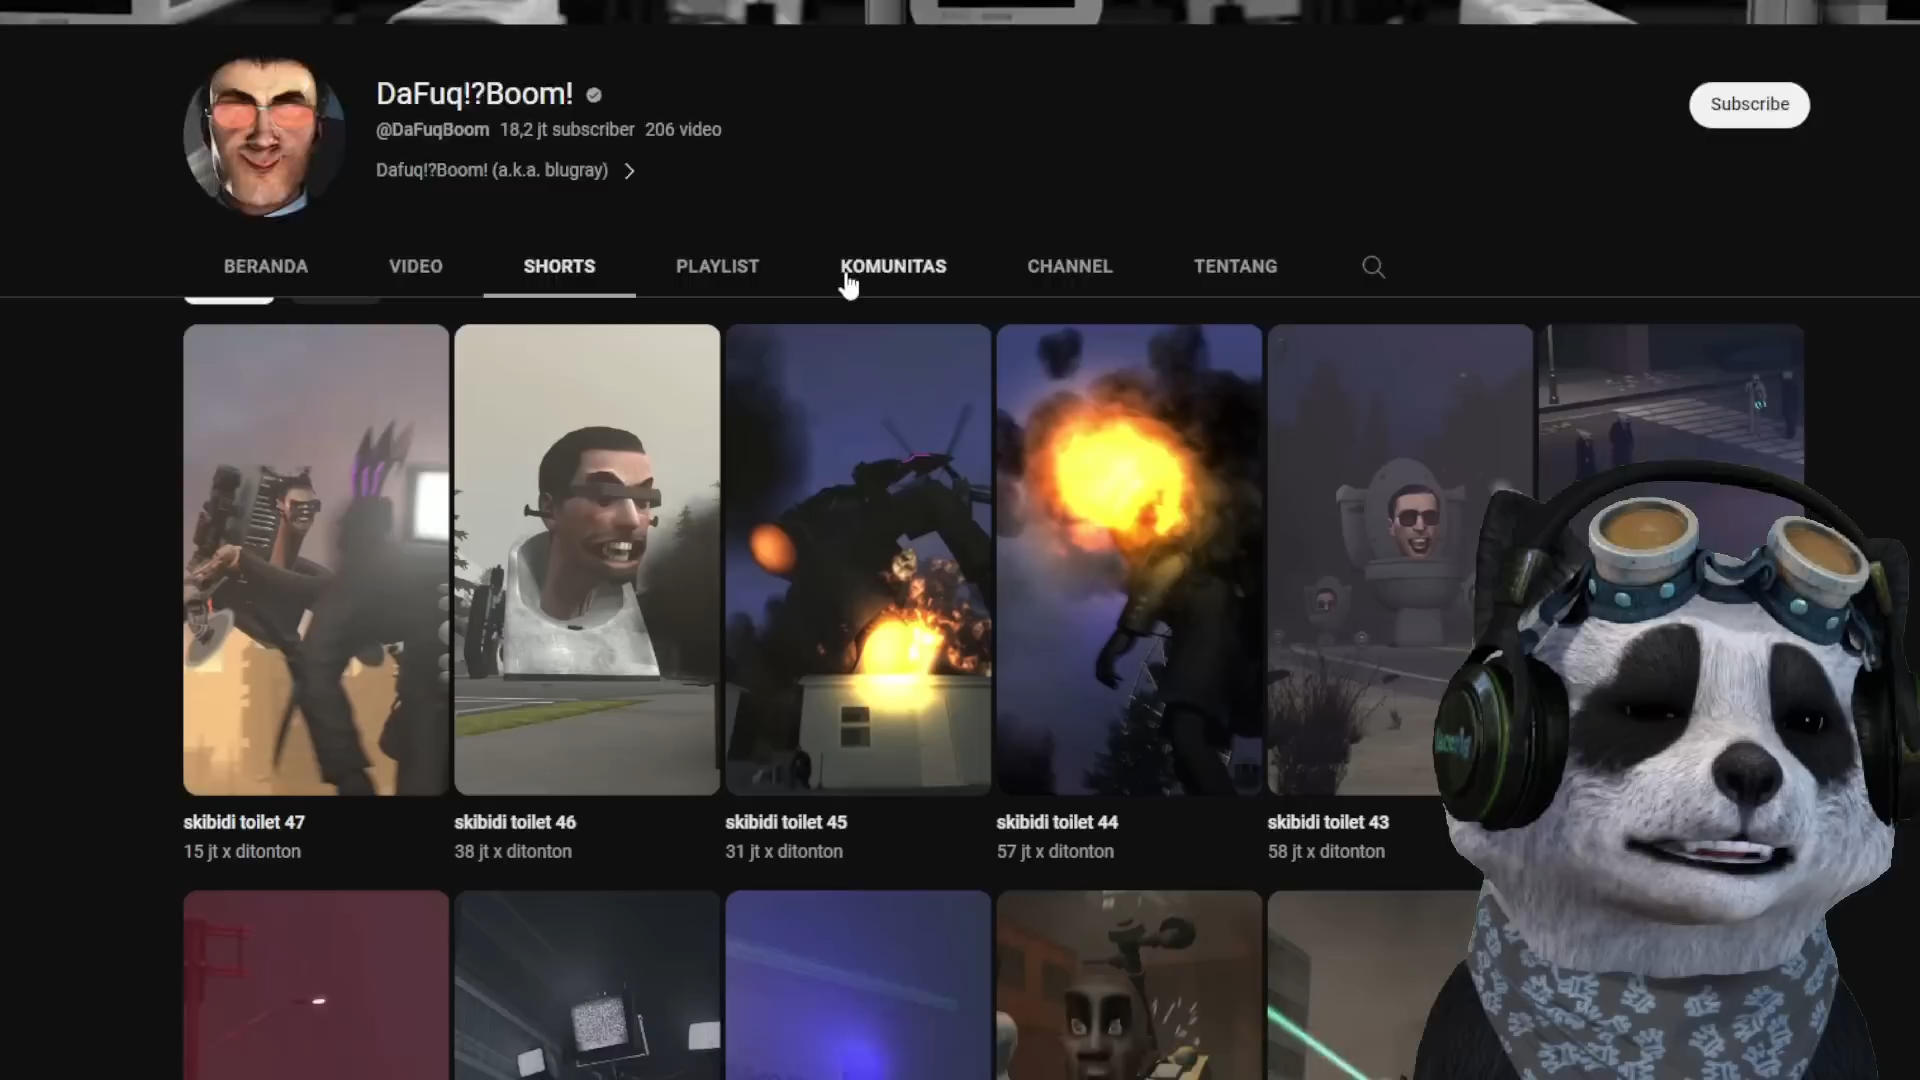 DaFuq!?Boom!
@DaFuqBoom 18,2 jt subscriber 206 video
Dafuq!?Boom! (a.k.a. blugray)
Subscribe
BERANDA VIDEO SHORTS PLAYLIST KOMUNITAS CHANNEL TENTANG
skibidi toilet 47 skibidi toilet 46 skibidi toilet 45 skibidi toilet 44 skibidi toilet 43
15 jt x ditonton 38 jt x ditonton 31 jt x ditonton 57 jt x ditonton 58 jt x ditonton